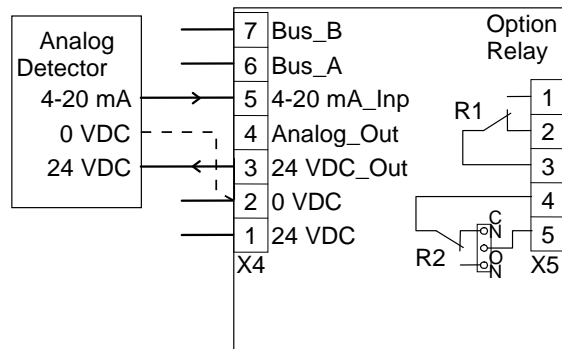 Analog
Detector
4-20 mA
0 VDC
24 VDC
7 Bus_B
6 Bus_A
5 4-20 mA_Inp
4 Analog_Out
3 24 VDC_Out
2 0 VDC
1 24 VDC
X4
Option
Relay
R1
1
2
3
4
5
R2
C
N
O
N
X5